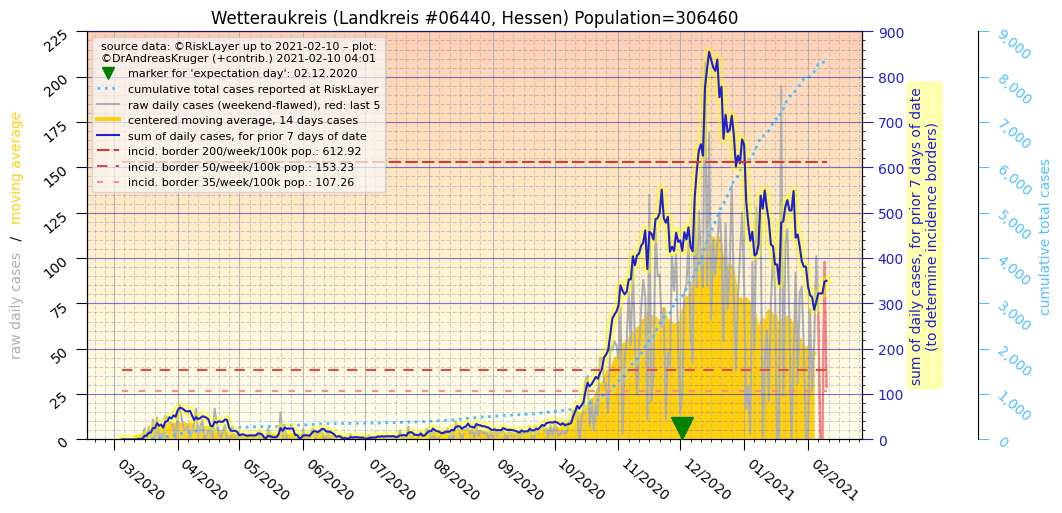 Wetteraukreis (Landkreis #06440, Hessen) Population=306460
source data: ©RiskLayer up to 2021-02-10 – plot:
©DrAndreasKruger (+contrib.) 2021-02-10 04:01
marker for 'expectation day': 02.12.2020
cumulative total cases reported at RiskLayer
raw daily cases (weekend-flawed), red: last 5
centered moving average, 14 days cases
sum of daily cases, for prior 7 days of date
incid. border 200/week/100k pop.: 612.92
incid. border 50/week/100k pop.: 153.23
incid. border 35/week/100k pop.: 107.26
raw daily cases / moving average
225
200
175
150
125
100
75
50
25
0
03/2020
04/2020
05/2020
06/2020
07/2020
08/2020
09/2020
10/2020
11/2020
12/2020
01/2021
02/2021
900
800
700
600
500
400
300
200
100
0
sum of daily cases, for prior 7 days of date
(to determine incidence borders)
9,000
8,000
7,000
6,000
5,000
4,000
3,000
2,000
1,000
0
cumulative total cases